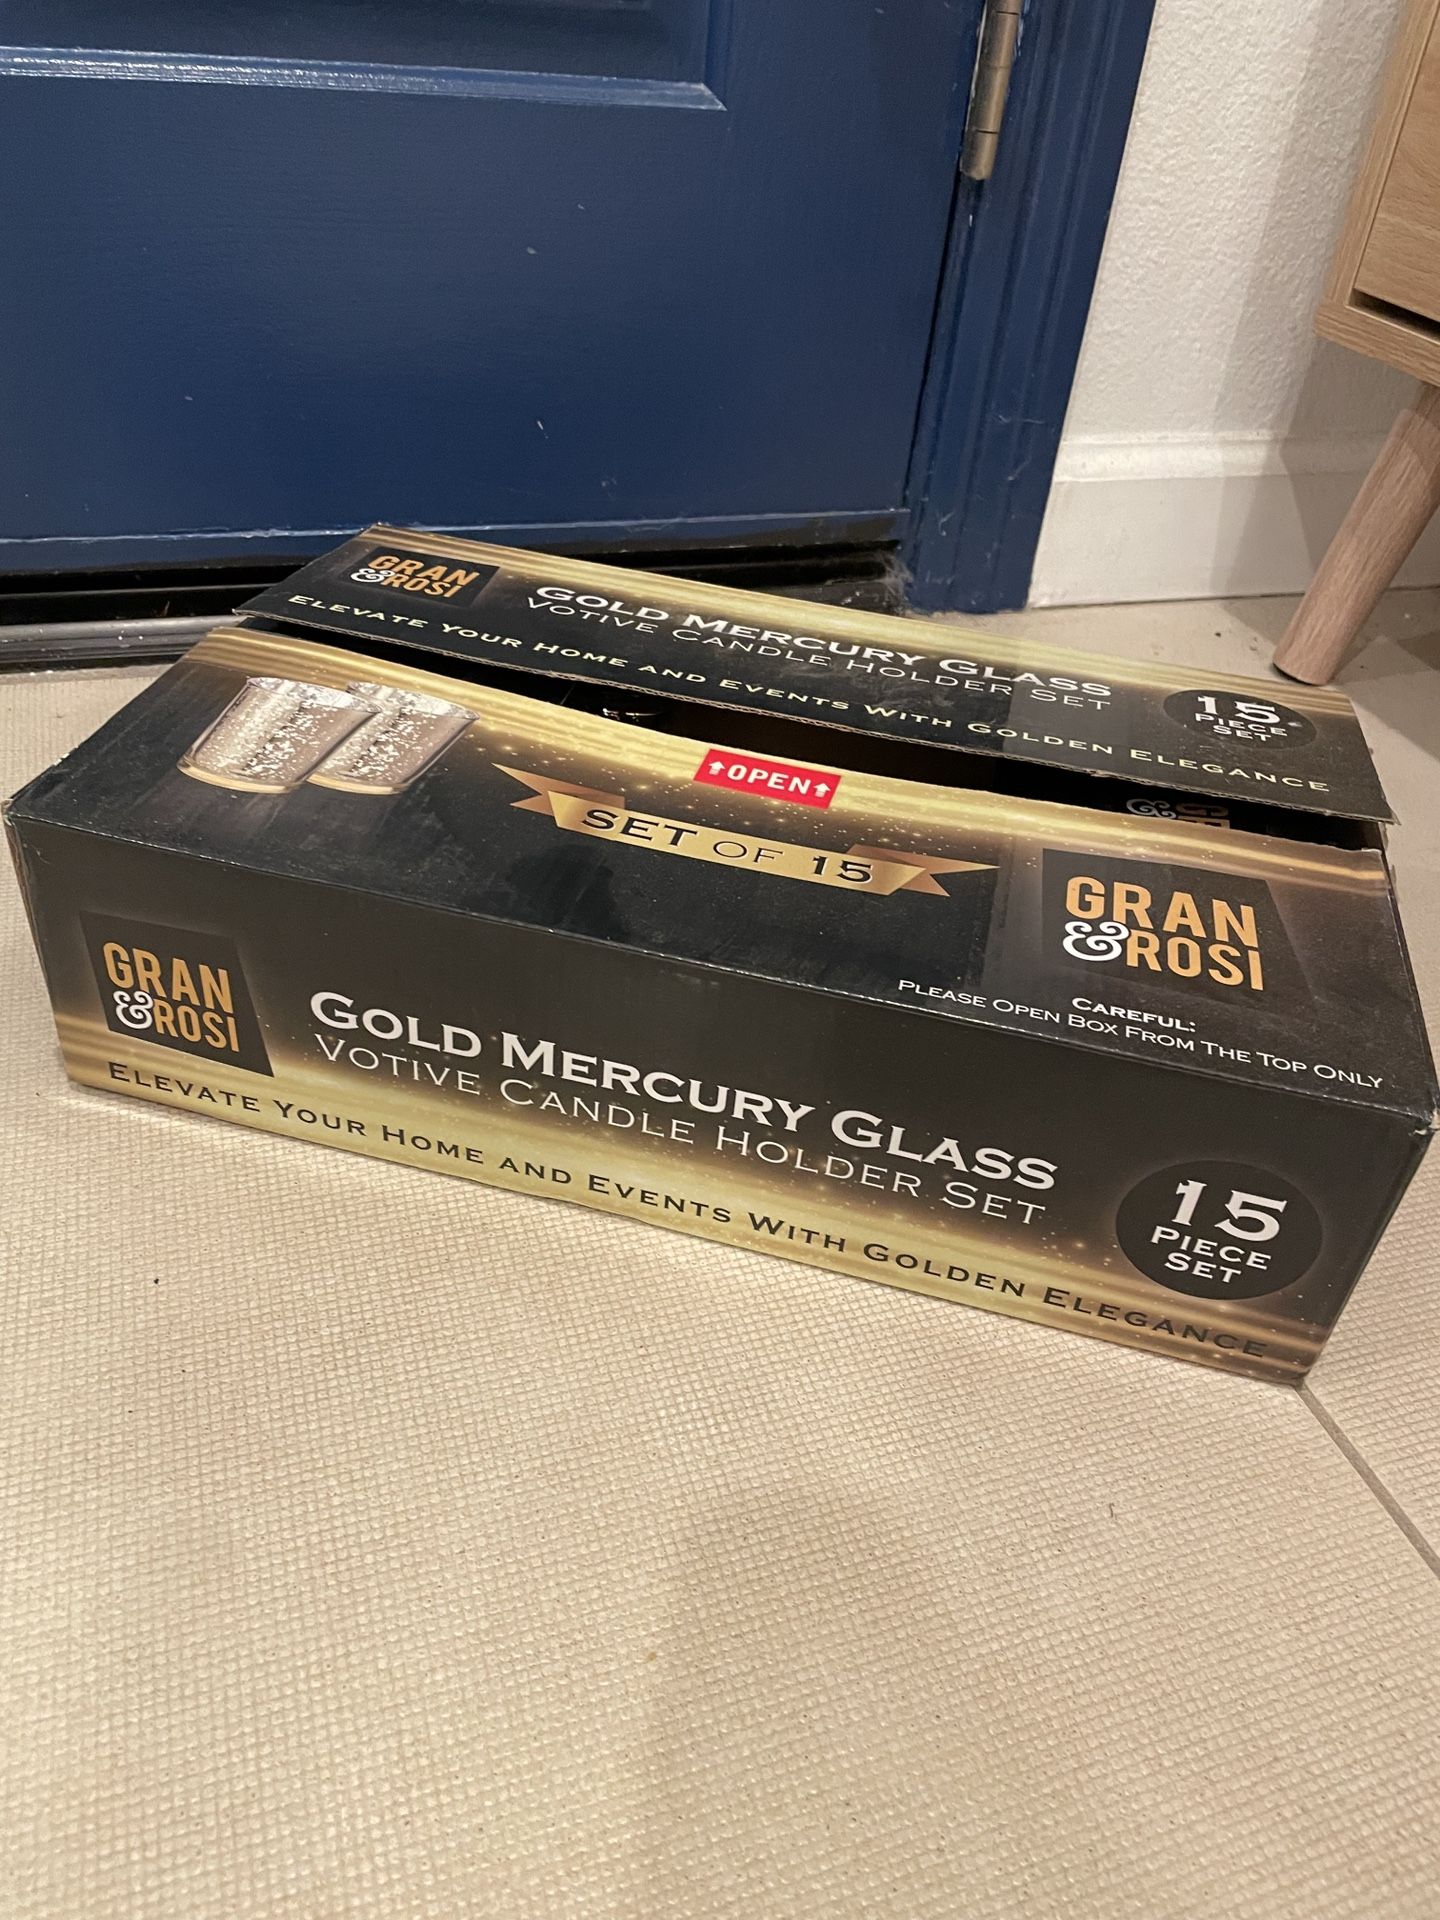 GRAN
&ROSI
GOLD MERCURY GLASS
VOTIVE CANDLE HOLDER SET
ELEVATE YOUR HOME AND EVENTS WITH GOLDEN ELEGANCE
15
PIECE
SET
↑OPEN↑
SET OF 15
GRAN
&ROSI
CAREFUL:
PLEASE OPEN BOX FROM THE TOP ONLY
GRAN
&ROSI
GOLD MERCURY GLASS
VOTIVE CANDLE HOLDER SET
ELEVATE YOUR HOME AND EVENTS WITH GOLDEN ELEGANCE
15
PIECE
SET